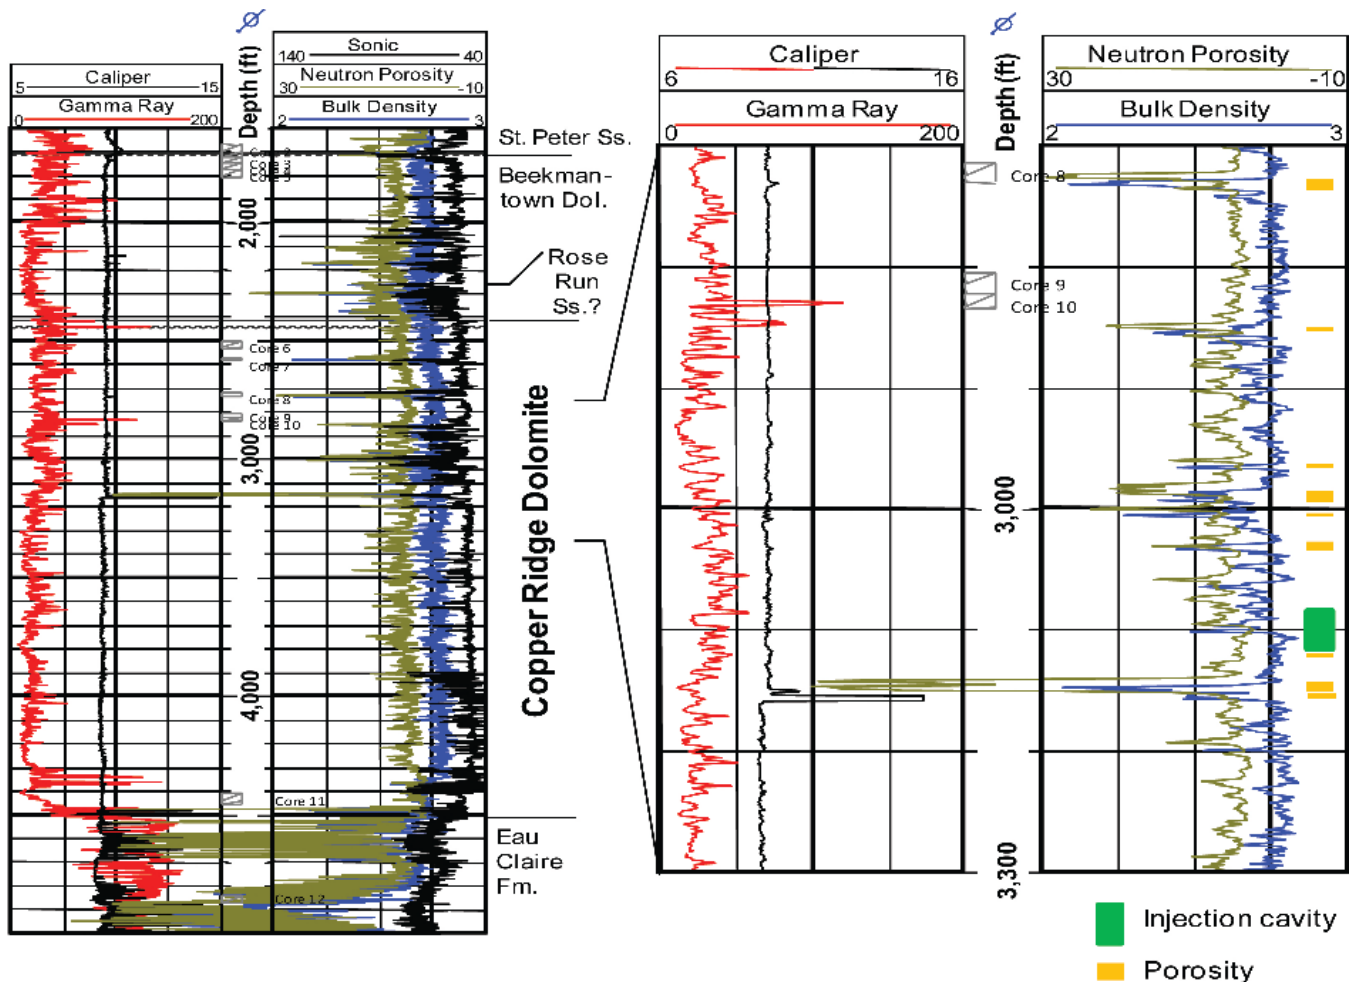 Sonic
140 40
Caliper
5 15
Neutron Porosity
30 -10
Gamma Ray
0 200
Bulk Density
2 3
Depth (ft)
St. Peter Ss.
Core 3
Beekman-
town Dol.
2,000
Rose
Run
Ss.?
Core 6
Core 7
Core 8
Core 9
Core 10
3,000
Copper Ridge Dolomite
4,000
Core 11
Eau
Claire
Fm.
Core 12
Caliper
6 16
Gamma Ray
0 200
Depth (ft)
Neutron Porosity
30 -10
Bulk Density
2 3
Core 8
Core 9
Core 10
3,000
3,300
Injection cavity
Porosity